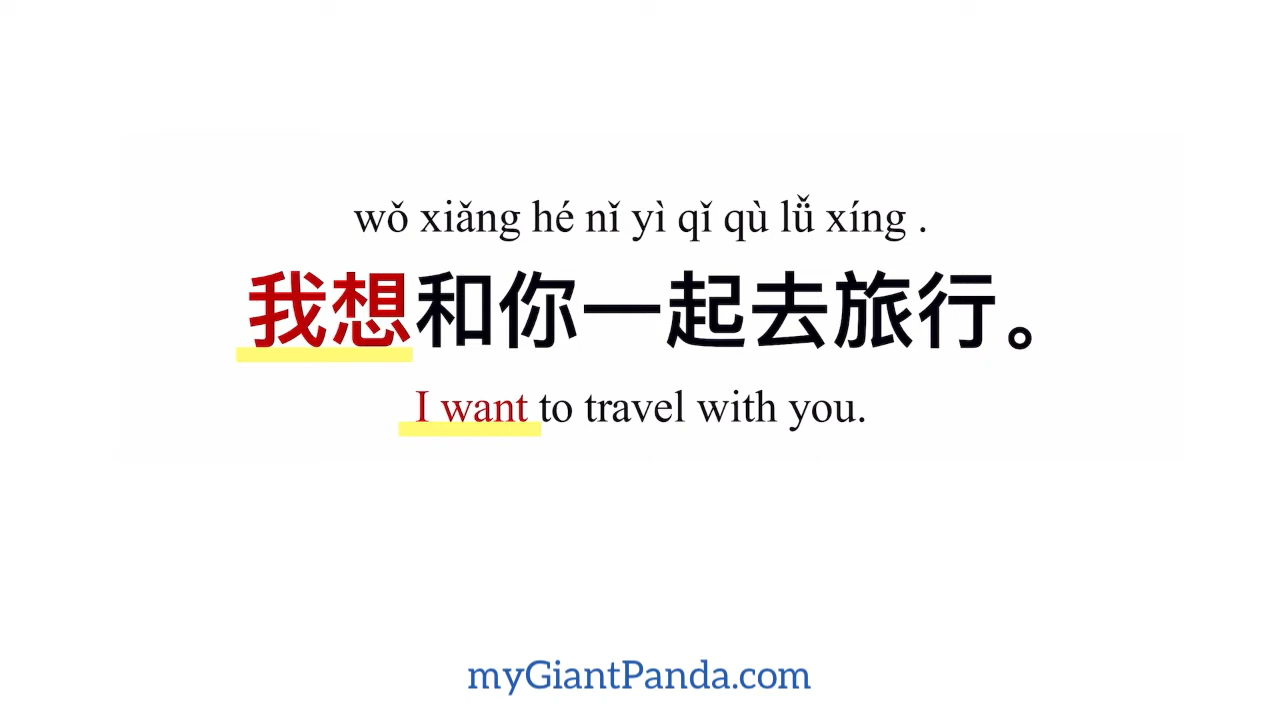 wǒ xiǎng hé nǐ yì qǐ qù lǚ xíng .
我想和你一起去旅行。
I want to travel with you.
myGiantPanda.com